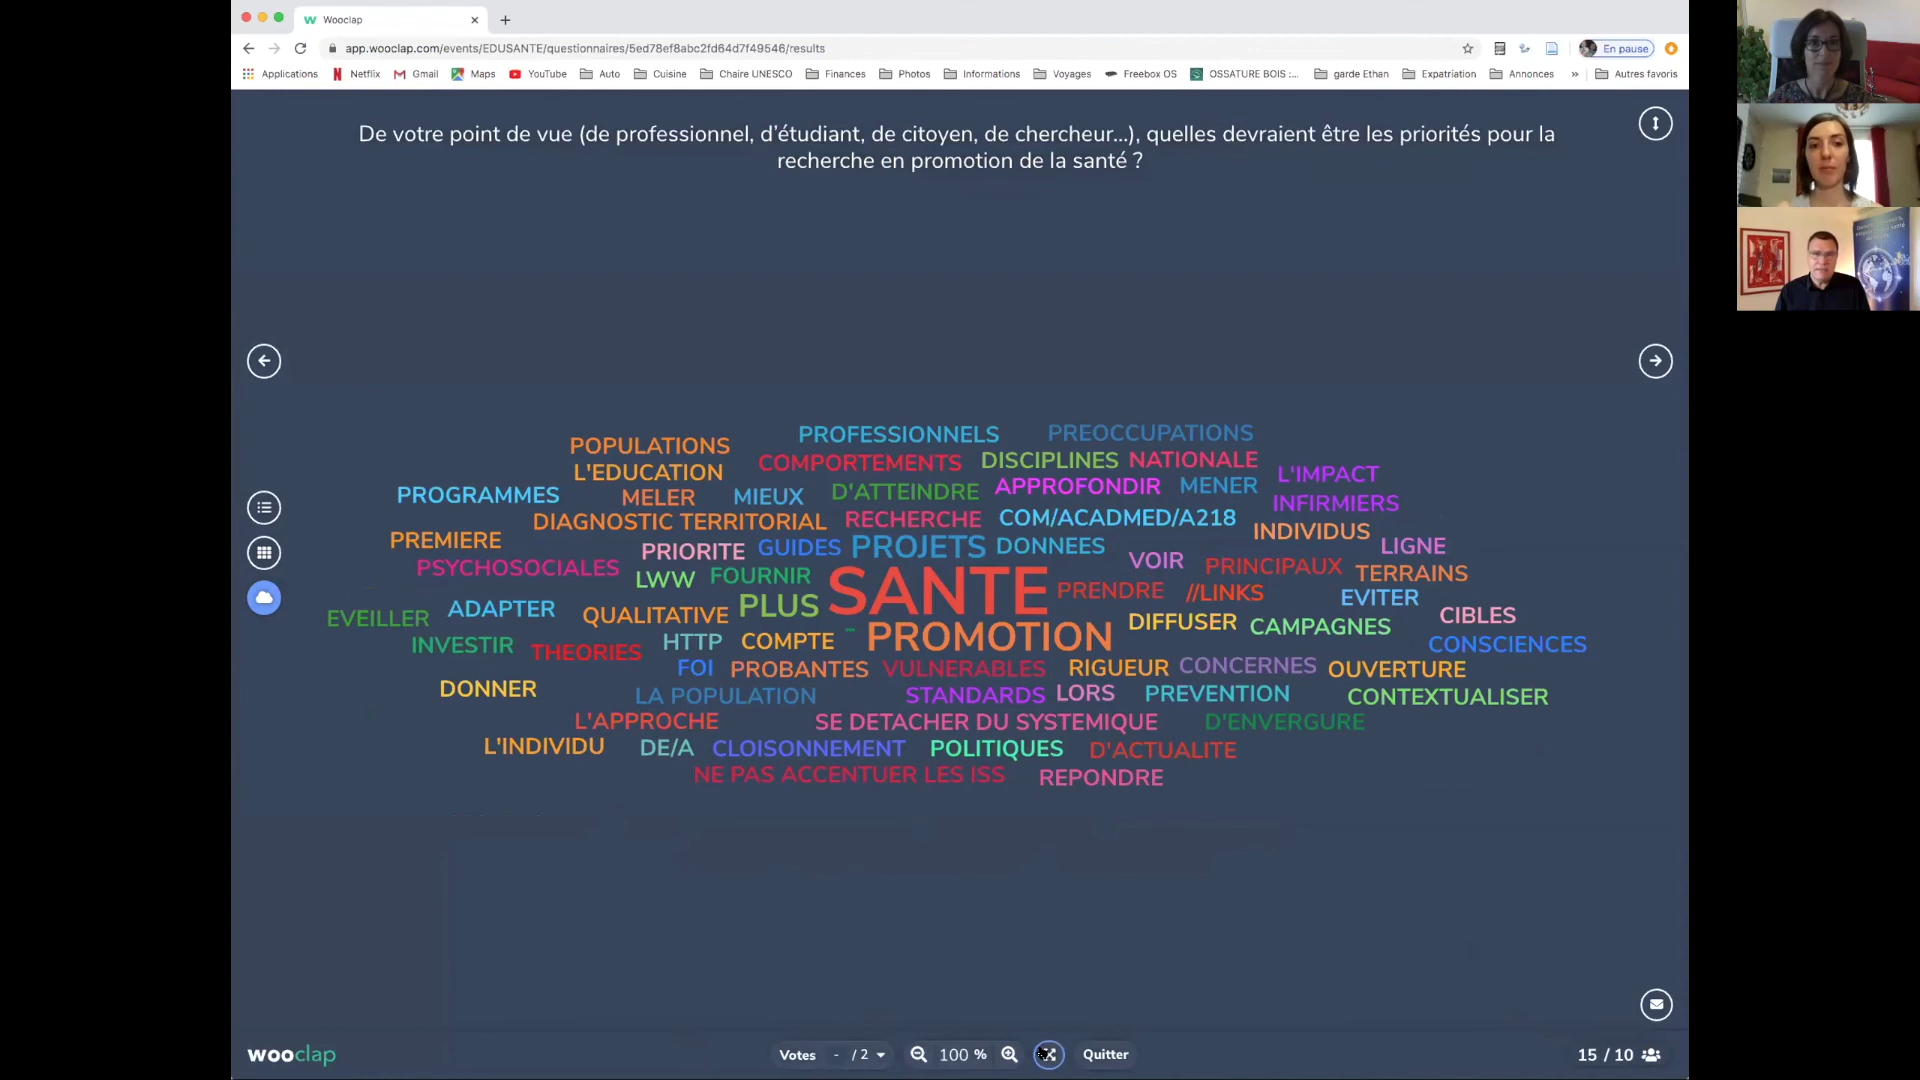 Wooclap
app.wooclap.com/events/EDUSANTE/questionnaires/5ed78ef8abc2fd64d7f49546/results
En pause
Applications Netflix Gmail Maps YouTube Auto Cuisine Chaire UNESCO Finances Photos Informations Voyages Freebox OS OSSATURE BOIS :... garde Ethan Expatriation Annonces » Autres favoris
De votre point de vue (de professionnel, d'étudiant, de citoyen, de chercheur...), quelles devraient être les priorités pour la
recherche en promotion de la santé ?
POPULATIONS PROFESSIONNELS PREOCCUPATIONS
L'EDUCATION COMPORTEMENTS DISCIPLINES NATIONALE L'IMPACT
PROGRAMMES MELER MIEUX D'ATTEINDRE APPROFONDIR MENER INFIRMIERS
DIAGNOSTIC TERRITORIAL RECHERCHE COM/ACADMED/A218 INDIVIDUS
PREMIERE PRIORITE GUIDES PROJETS DONNEES VOIR LIGNE
PSYCHOSOCIALES LWW FOURNIR SANTE PRENDRE //LINKS PRINCIPAUX TERRAINS
EVEILLER ADAPTER QUALITATIVE PLUS EVITER CIBLES
INVESTIR THEORIES HTTP COMPTE - PROMOTION DIFFUSER CAMPAGNES CONSCIENCES
FOI PROBANTES VULNERABLES RIGUEUR CONCERNES OUVERTURE
DONNER LA POPULATION STANDARDS LORS PREVENTION CONTEXTUALISER
L'APPROCHE SE DETACHER DU SYSTEMIQUE D'ENVERGURE
L'INDIVIDU DE/A CLOISONNEMENT POLITIQUES D'ACTUALITE
NE PAS ACCENTUER LES ISS REPONDRE
wooclap Votes - / 2 100 % Quitter 15 / 10